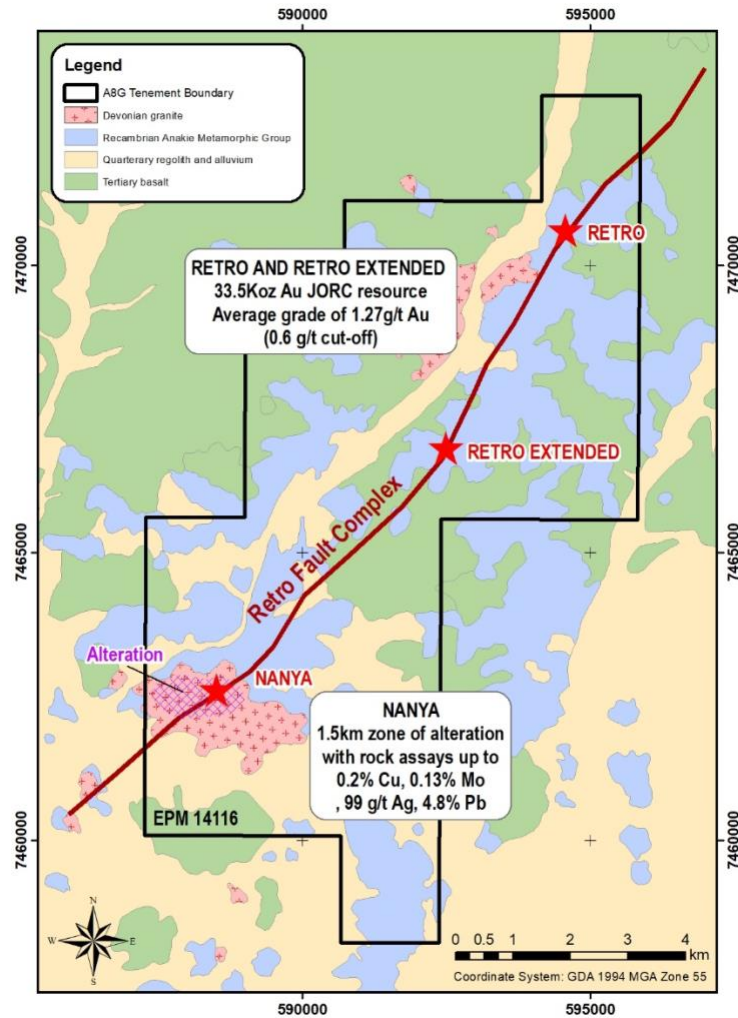 590000
595000
Legend
A8G Tenement Boundary
Devonian granite
Recambrian Anakie Metamorphic Group
Quarterary regolith and alluvium
Tertiary basalt
7470000
7470000
RETRO
RETRO AND RETRO EXTENDED
33.5Koz Au JORC resource
Average grade of 1.27g/t Au
(0.6 g/t cut-off)
RETRO EXTENDED
Retro Fault Complex
7465000
7465000
Alteration
NANYA
NANYA
1.5km zone of alteration
with rock assays up to
0.2% Cu, 0.13% Mo
, 99 g/t Ag, 4.8% Pb
EPM 14116
7460000
7460000
N
W E
S
0 0.5 1 2 3 4
km
Coordinate System: GDA 1994 MGA Zone 55
590000
595000